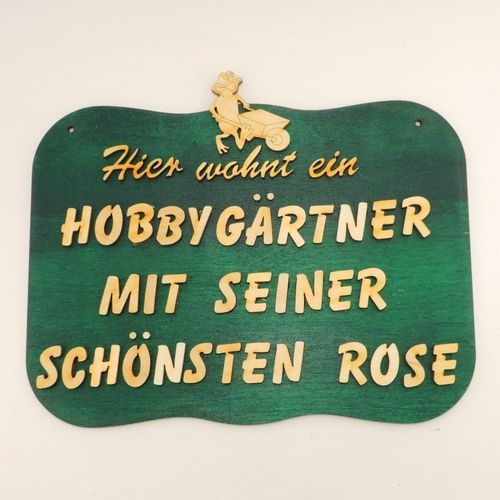 Hier wohnt ein
HOBBYGÄRTNER
MIT SEINER
SCHÖNSTEN ROSE